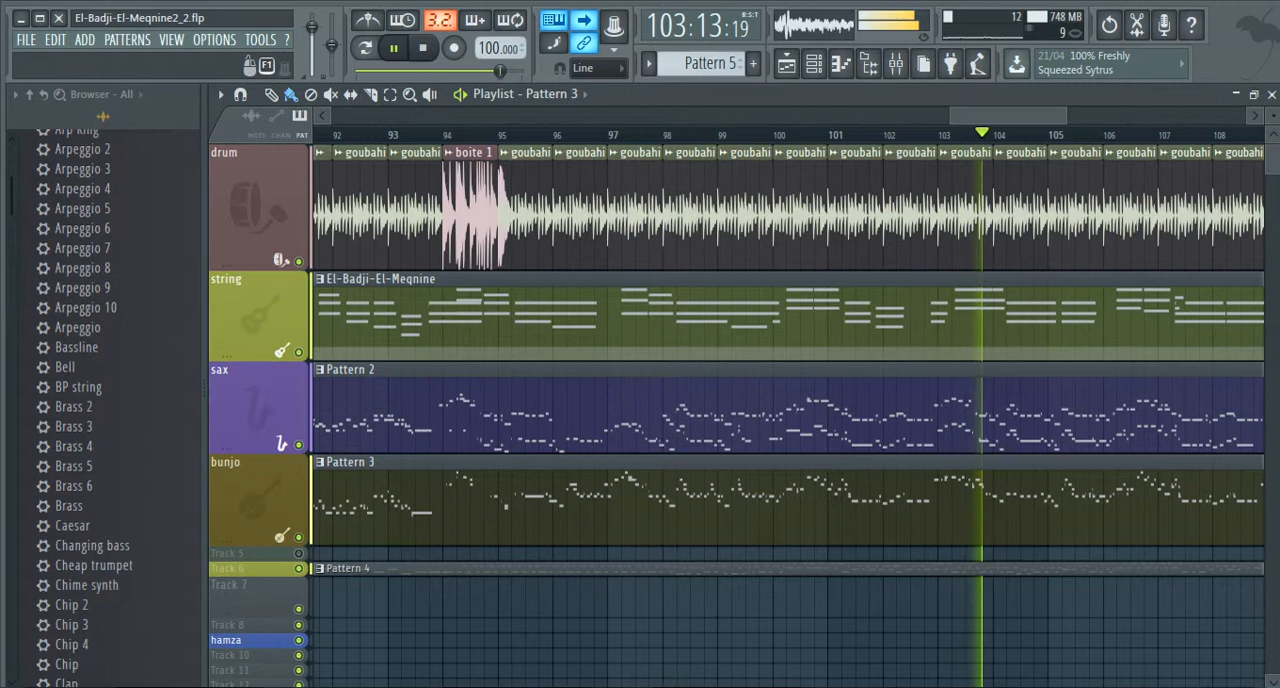 El-Badji-El-Meqnine2_2.flp
FILE EDIT ADD PATTERNS VIEW OPTIONS TOOLS ?
F1
3.2.
100.000
Line
103:13:19
B:S:T
Pattern 5
12
748 MB
9
21/04 100% Freshly
Squeezed Sytrus
Browser - All
Playlist - Pattern 3
NOTE CHAN PAT
92 93 94 95 96 97 98 99 100 101 102 103 104 105 106 107 108
Arp King
Arpeggio 2
Arpeggio 3
Arpeggio 4
Arpeggio 5
Arpeggio 6
Arpeggio 7
Arpeggio 8
Arpeggio 9
Arpeggio 10
Arpeggio
Bassline
Bell
BP string
Brass 2
Brass 3
Brass 4
Brass 5
Brass 6
Brass
Caesar
Changing bass
Cheap trumpet
Chime synth
Chip 2
Chip 3
Chip 4
Chip
Clap
drum
goubahi goubahi boite 1 goubahi goubahi goubahi goubahi goubahi goubahi goubahi goubahi goubahi goubahi goubahi goubahi goubahi goubahi
string
El-Badji-El-Meqnine
sax
Pattern 2
bunjo
Pattern 3
Track 5
Track 6
Pattern 4
Track 7
Track 8
hamza
Track 10
Track 11
Track 12